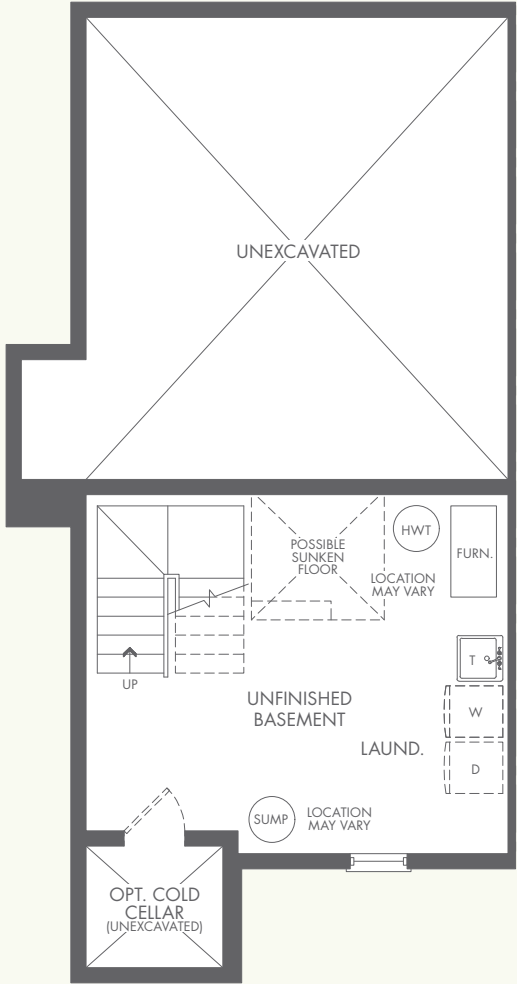 UNEXCAVATED
POSSIBLE
SUNKEN
FLOOR
HWT
FURN.
LOCATION
MAY VARY
T
UP
W
UNFINISHED
BASEMENT
LAUND.
D
SUMP
LOCATION
MAY VARY
OPT. COLD
CELLAR
(UNEXCAVATED)